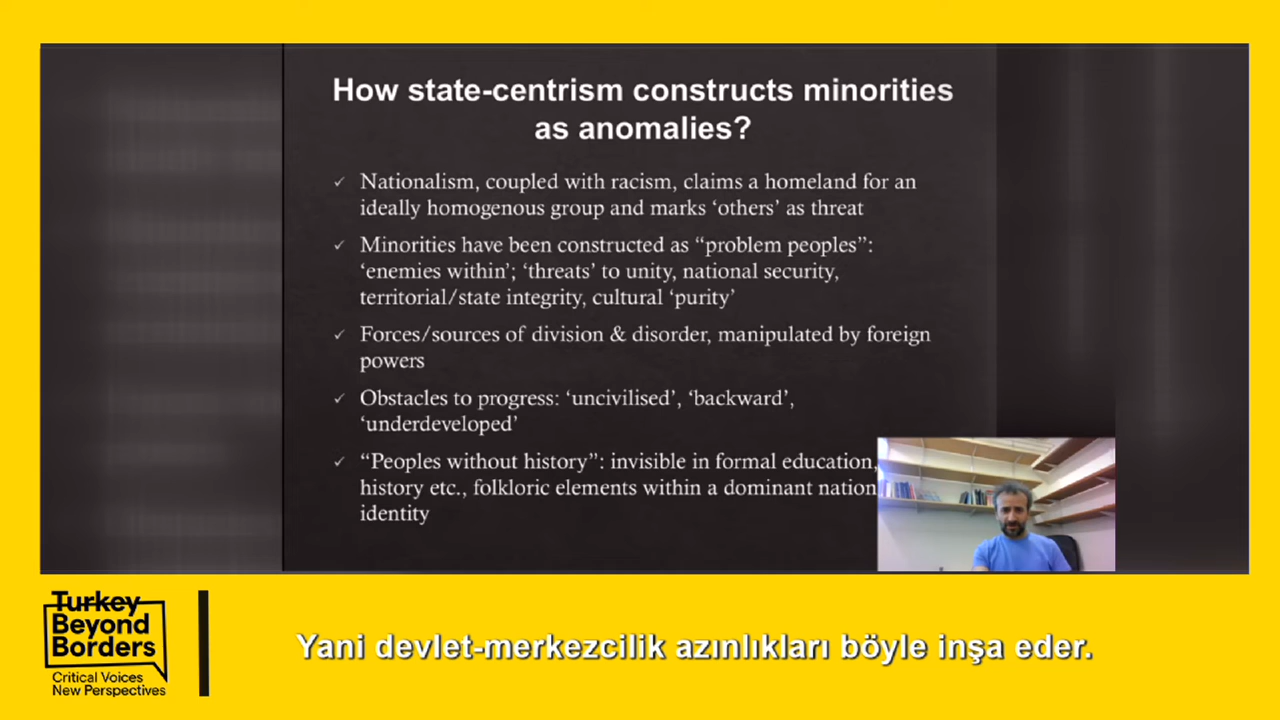 How state-centrism constructs minorities
as anomalies?
✓ Nationalism, coupled with racism, claims a homeland for an
ideally homogenous group and marks ‘others’ as threat
✓ Minorities have been constructed as “problem peoples”:
‘enemies within’; ‘threats’ to unity, national security,
territorial/state integrity, cultural ‘purity’
✓ Forces/sources of division & disorder, manipulated by foreign
powers
✓ Obstacles to progress: ‘uncivilised’, ‘backward’,
‘underdeveloped’
✓ “Peoples without history”: invisible in formal education,
history etc., folkloric elements within a dominant nation
identity
Turkey
Beyond
Borders
Critical Voices
New Perspectives
Yani devlet-merkezcilik azınlıkları böyle inşa eder.